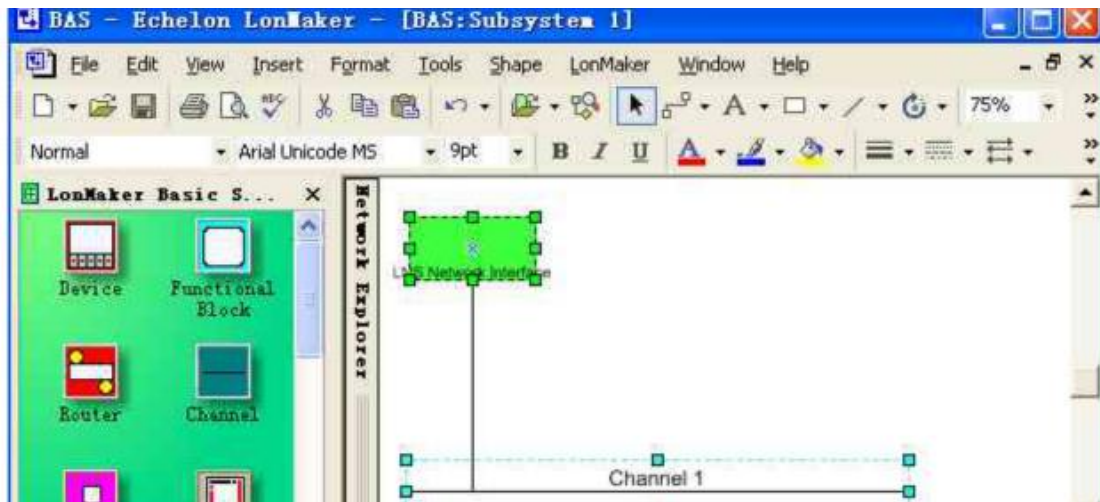 BAS - Echelon LonMaker - [BAS:Subsystem 1]
File Edit View Insert Format Tools Shape LonMaker Window Help
75%
Normal Arial Unicode MS 9pt B I U A
LonMaker Basic S...
Network Explorer
LNS Network Interface
Device Functional Block
Router Channel
Channel 1